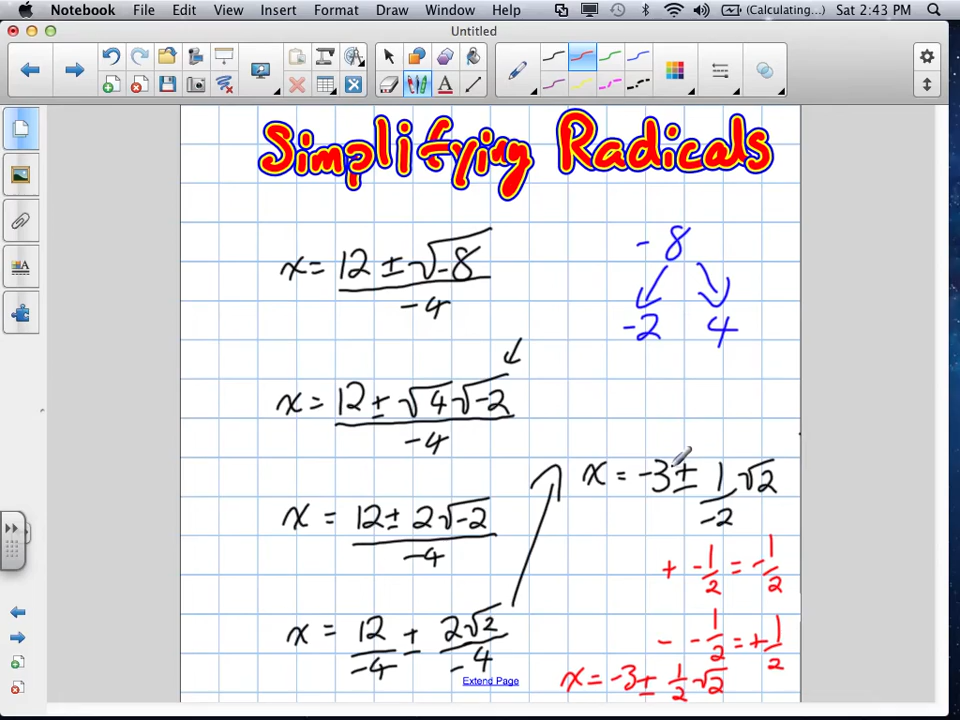 Notebook File Edit View Insert Format Draw Window Help (Calculating...) Sat 2:43 PM
Untitled
Simplifying Radicals
x = 12 ± √-8 / -4
-8
-2 4
x = 12 ± √4√-2 / -4
x = 12 ± 2√-2 / -4
x = 12/-4 ± 2√2/-4
x = -3 ± 1/-2 √2
+ -1/2 = -1/2
- -1/2 = +1/2
x = -3 ± 1/2 √2
Extend Page